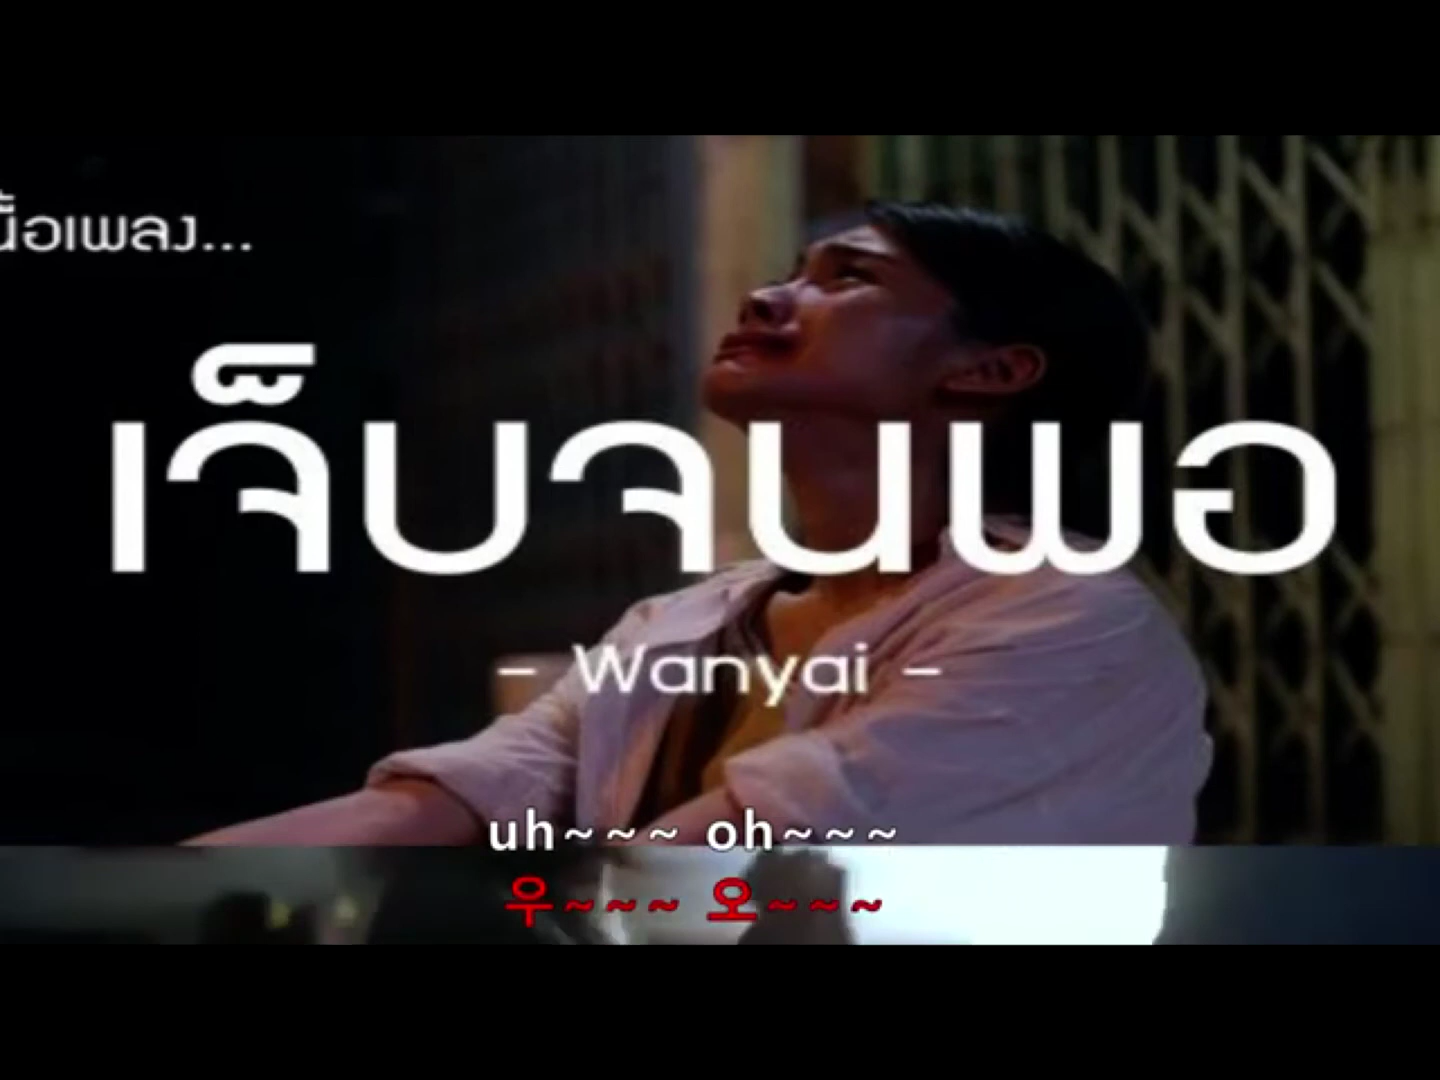 นื้อเพลง...
เจ็บจนพอ
- Wanyai -
uh~~~ oh~~~
우~~~ 오~~~